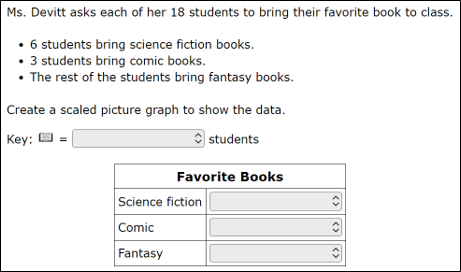 Ms. Devitt asks each of her 18 students to bring their favorite book to class.
• 6 students bring science fiction books.
• 3 students bring comic books.
• The rest of the students bring fantasy books.
Create a scaled picture graph to show the data.
Key: = students
Favorite Books
Science fiction
Comic
Fantasy